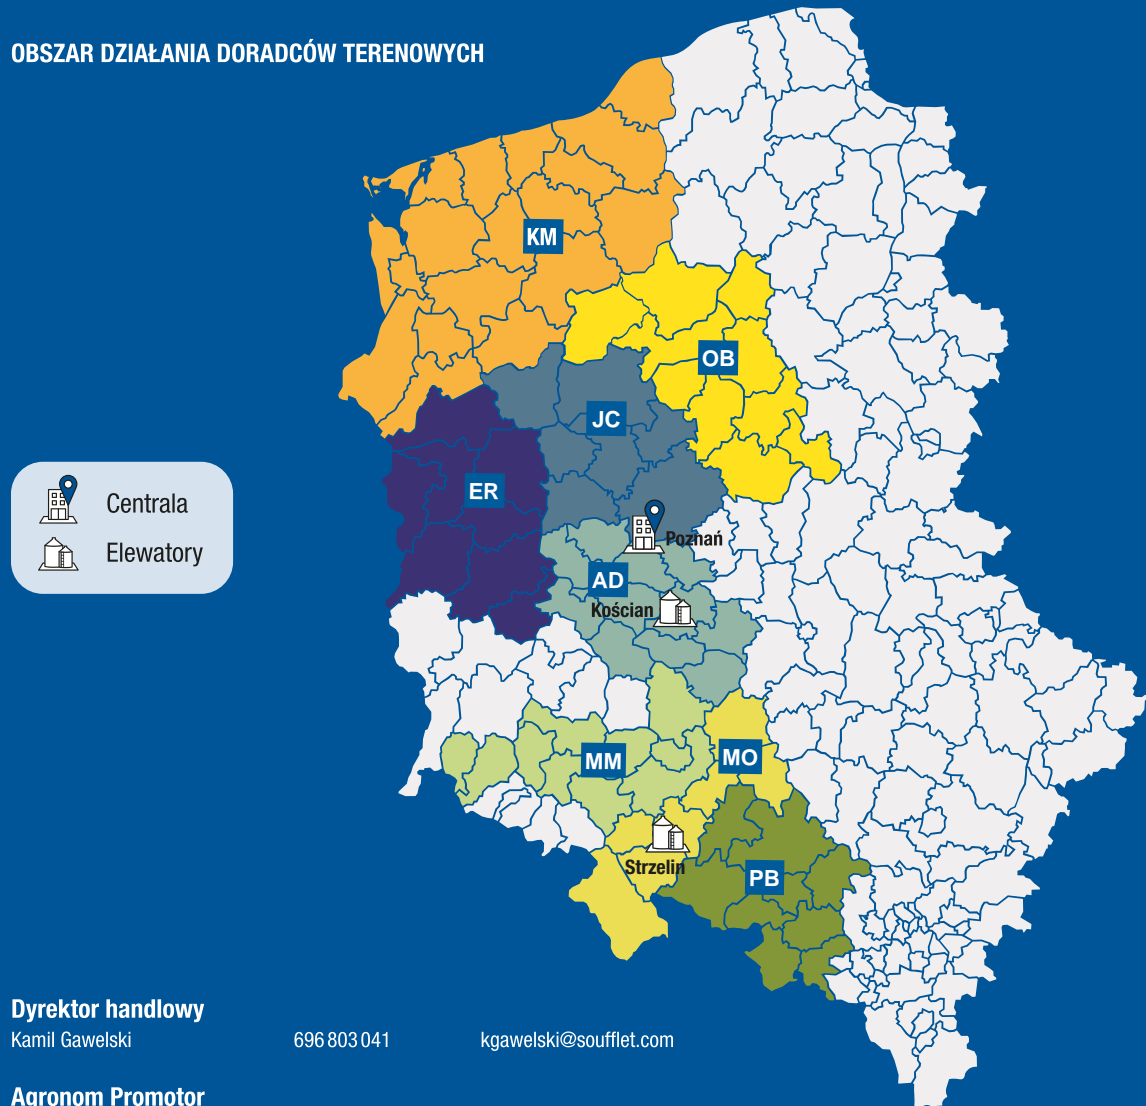 OBSZAR DZIAŁANIA DORADCÓW TERENOWYCH
KM
OB
JC
ER
Centrala
Elewatory
Poznań
AD
Kościan
MM
MO
Strzelin
PB
Dyrektor handlowy
Kamil Gawelski 696 803 041 kgawelski@soufflet.com
Agronom Promotor